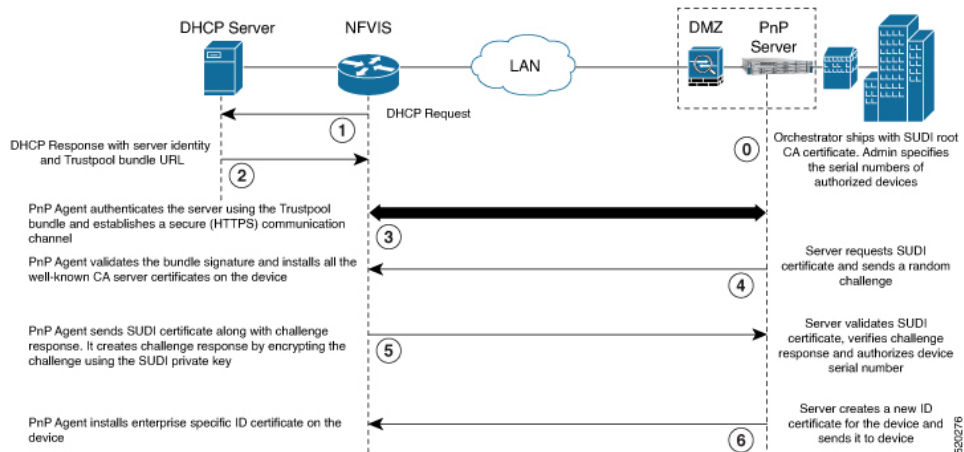 DHCP Server
NFVIS
DMZ
PnP
Server
LAN
DHCP Request
1
DHCP Response with server identity
and Trustpool bundle URL
2
0
Orchestrator ships with SUDI root
CA certificate. Admin specifies
the serial numbers of
authorized devices
PnP Agent authenticates the server using the Trustpool
bundle and establishes a secure (HTTPS) communication
channel
3
PnP Agent validates the bundle signature and installs all the
well-known CA server certificates on the device
4
Server requests SUDI
certificate and sends a random
challenge
PnP Agent sends SUDI certificate along with challenge
response. It creates challenge response by encrypting the
challenge using the SUDI private key
5
Server validates SUDI
certificate, verifies challenge
response and authorizes device
serial number
PnP Agent installs enterprise specific ID certificate on the
device
6
Server creates a new ID
certificate for the device and
sends it to device
520276